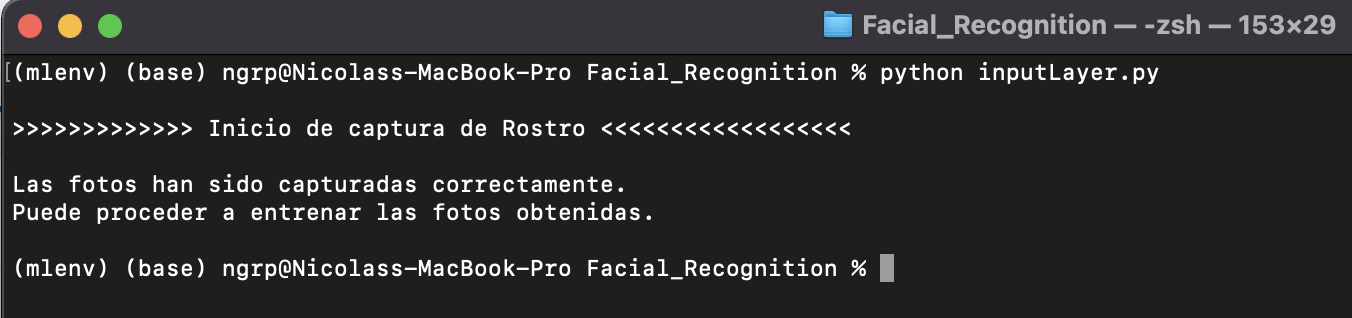 Facial_Recognition — -zsh — 153×29
(mlenv) (base) ngrp@Nicolass-MacBook-Pro Facial_Recognition % python inputLayer.py
>>>>>>>>>>>>> Inicio de captura de Rostro <<<<<<<<<<<<<<<<<<
Las fotos han sido capturadas correctamente.
Puede proceder a entrenar las fotos obtenidas.
(mlenv) (base) ngrp@Nicolass-MacBook-Pro Facial_Recognition %